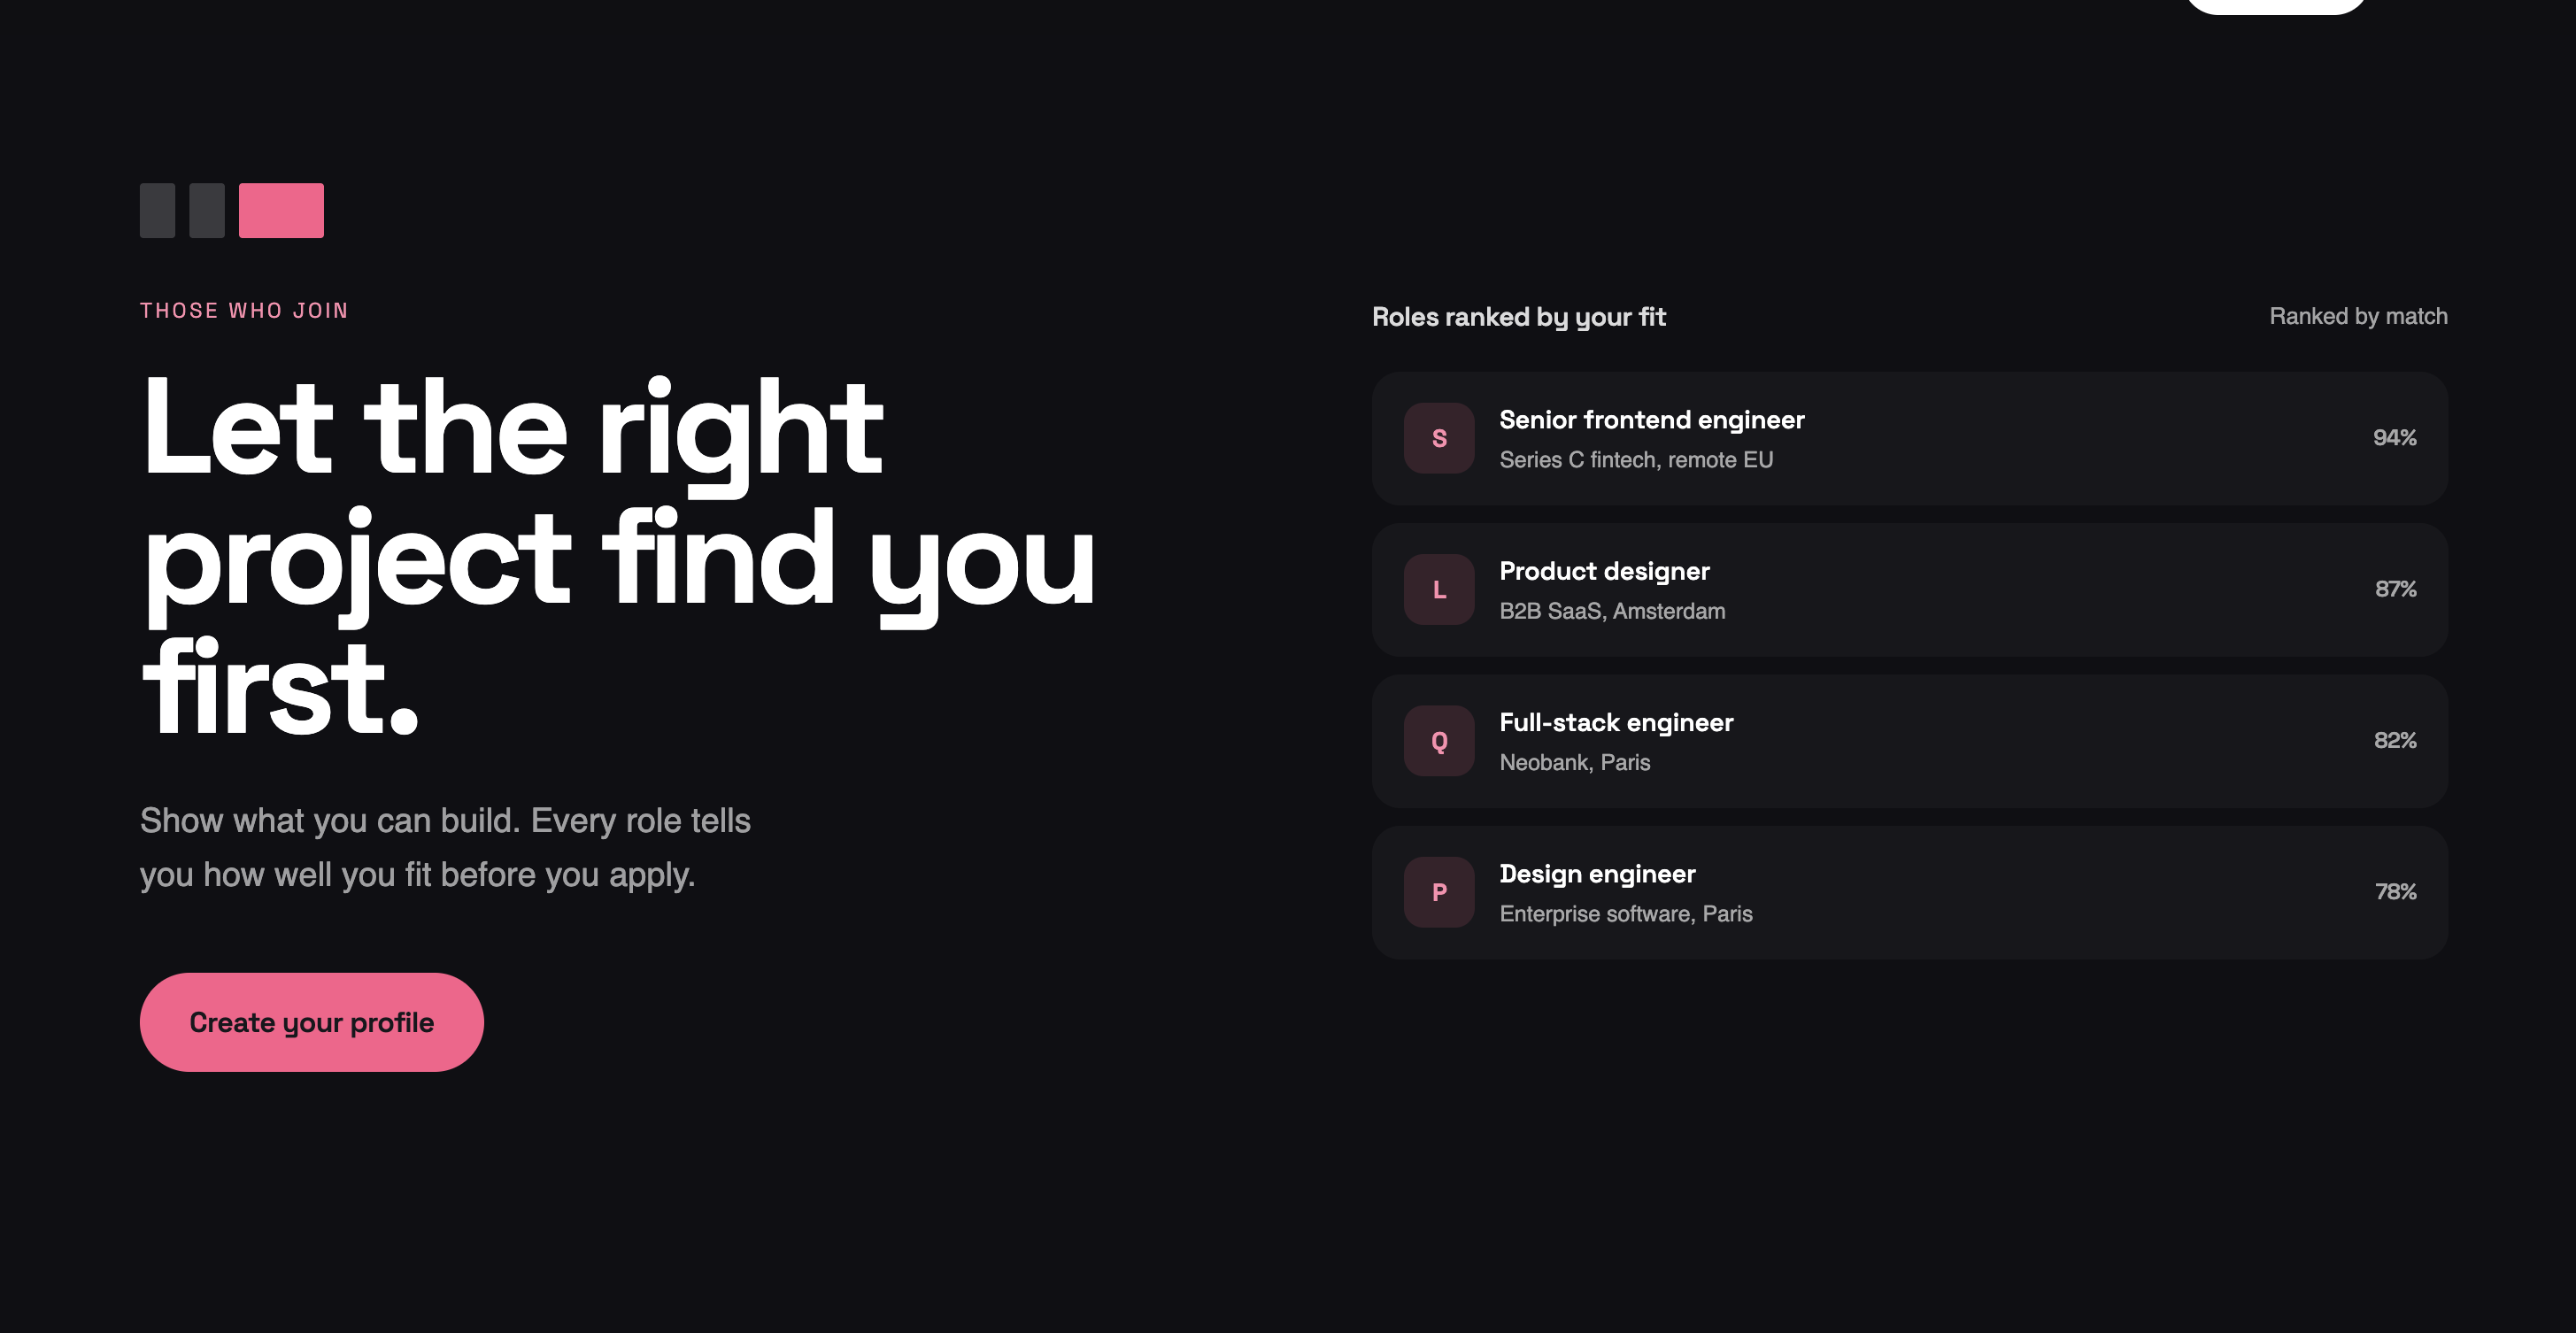 THOSE WHO JOIN
Let the right
project find you
first.
Show what you can build. Every role tells
you how well you fit before you apply.
Create your profile
Roles ranked by your fit
Ranked by match
S
Senior frontend engineer
Series C fintech, remote EU
94%
L
Product designer
B2B SaaS, Amsterdam
87%
Q
Full-stack engineer
Neobank, Paris
82%
P
Design engineer
Enterprise software, Paris
78%